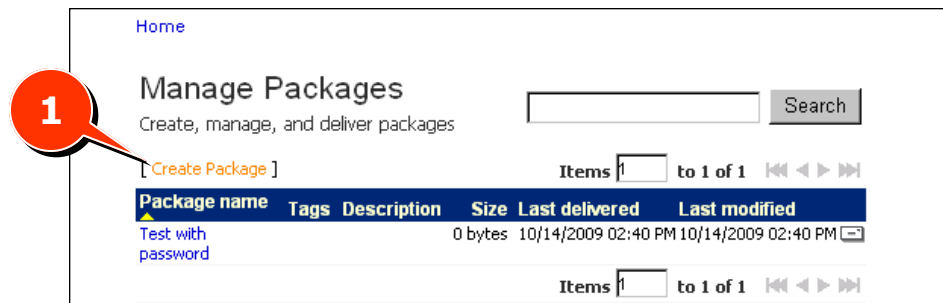 Home
Manage Packages
Search
Create, manage, and deliver packages
1
[ Create Package ]
Items 1 to 1 of 1
Package name Tags Description Size Last delivered Last modified
Test with password 0 bytes 10/14/2009 02:40 PM 10/14/2009 02:40 PM
Items 1 to 1 of 1